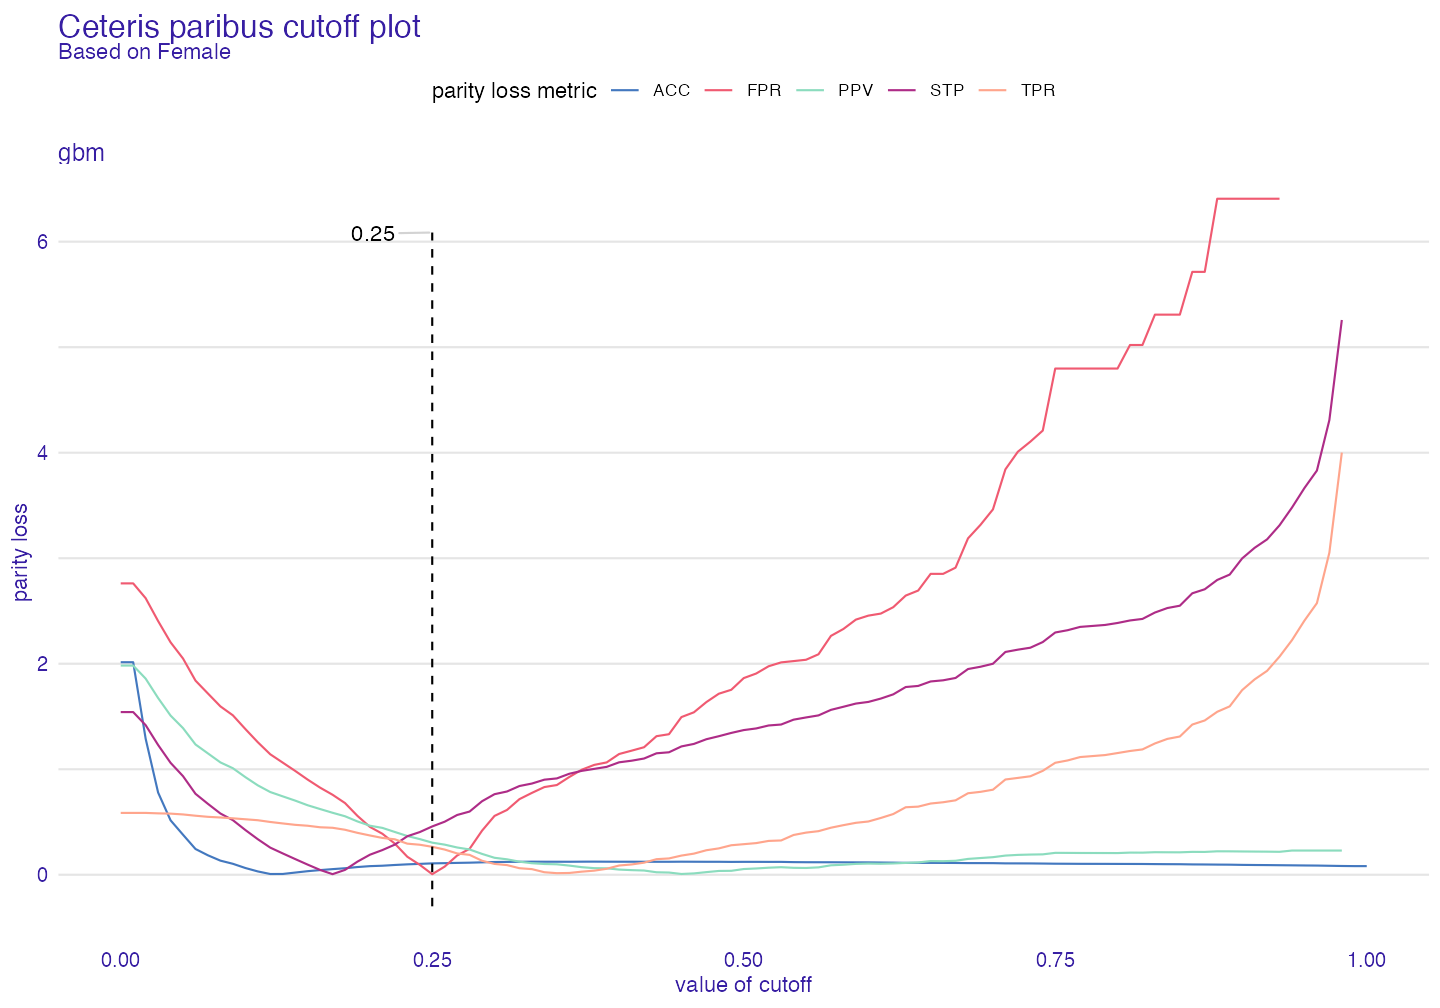 Ceteris paribus cutoff plot
Based on Female
parity loss metric ACC FPR PPV STP TPR
gbm
0.25
6
4
2
0
parity loss
0.00 0.25 0.50 0.75 1.00
value of cutoff